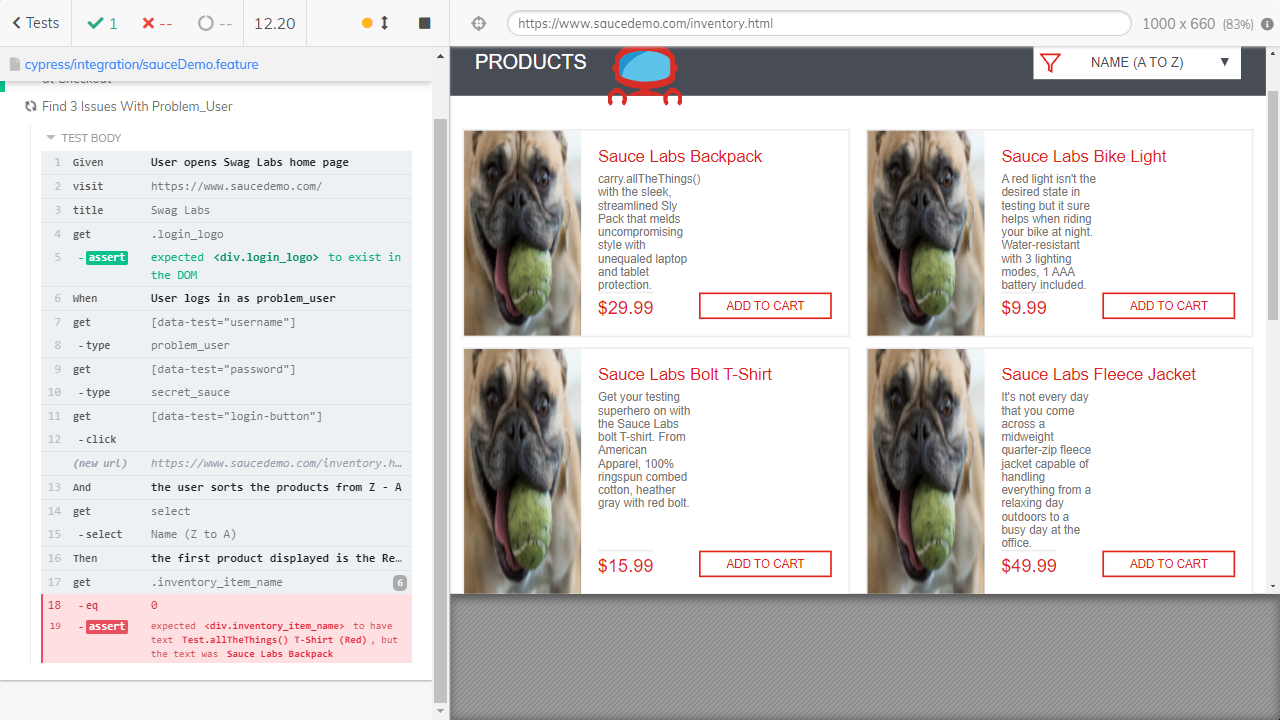 Tests
1
--
--
12.20
https://www.saucedemo.com/inventory.html
1000 x 660 (83%)
cypress/integration/sauceDemo.feature
at Checkout
Find 3 Issues With Problem_User
TEST BODY
1 Given User opens Swag Labs home page
2 visit https://www.saucedemo.com/
3 title Swag Labs
4 get .login_logo
5 - assert expected <div.login_logo> to exist in
the DOM
6 When User logs in as problem_user
7 get [data-test="username"]
8 - type problem_user
9 get [data-test="password"]
10 - type secret_sauce
11 get [data-test="login-button"]
12 - click
(new url) https://www.saucedemo.com/inventory.h…
13 And the user sorts the products from Z - A
14 get select
15 - select Name (Z to A)
16 Then the first product displayed is the Re…
17 get .inventory_item_name 6
18 - eq 0
19 - assert expected <div.inventory_item_name> to have
text Test.allTheThings() T-Shirt (Red) , but
the text was Sauce Labs Backpack
PRODUCTS
NAME (A TO Z)
Sauce Labs Backpack
carry.allTheThings()
with the sleek,
streamlined Sly
Pack that melds
uncompromising
style with
unequaled laptop
and tablet
protection.
$29.99
ADD TO CART
Sauce Labs Bike Light
A red light isn't the
desired state in
testing but it sure
helps when riding
your bike at night.
Water-resistant
with 3 lighting
modes, 1 AAA
battery included.
$9.99
ADD TO CART
Sauce Labs Bolt T-Shirt
Get your testing
superhero on with
the Sauce Labs
bolt T-shirt. From
American
Apparel, 100%
ringspun combed
cotton, heather
gray with red bolt.
$15.99
ADD TO CART
Sauce Labs Fleece Jacket
It's not every day
that you come
across a
midweight
quarter-zip fleece
jacket capable of
handling
everything from a
relaxing day
outdoors to a
busy day at the
office.
$49.99
ADD TO CART